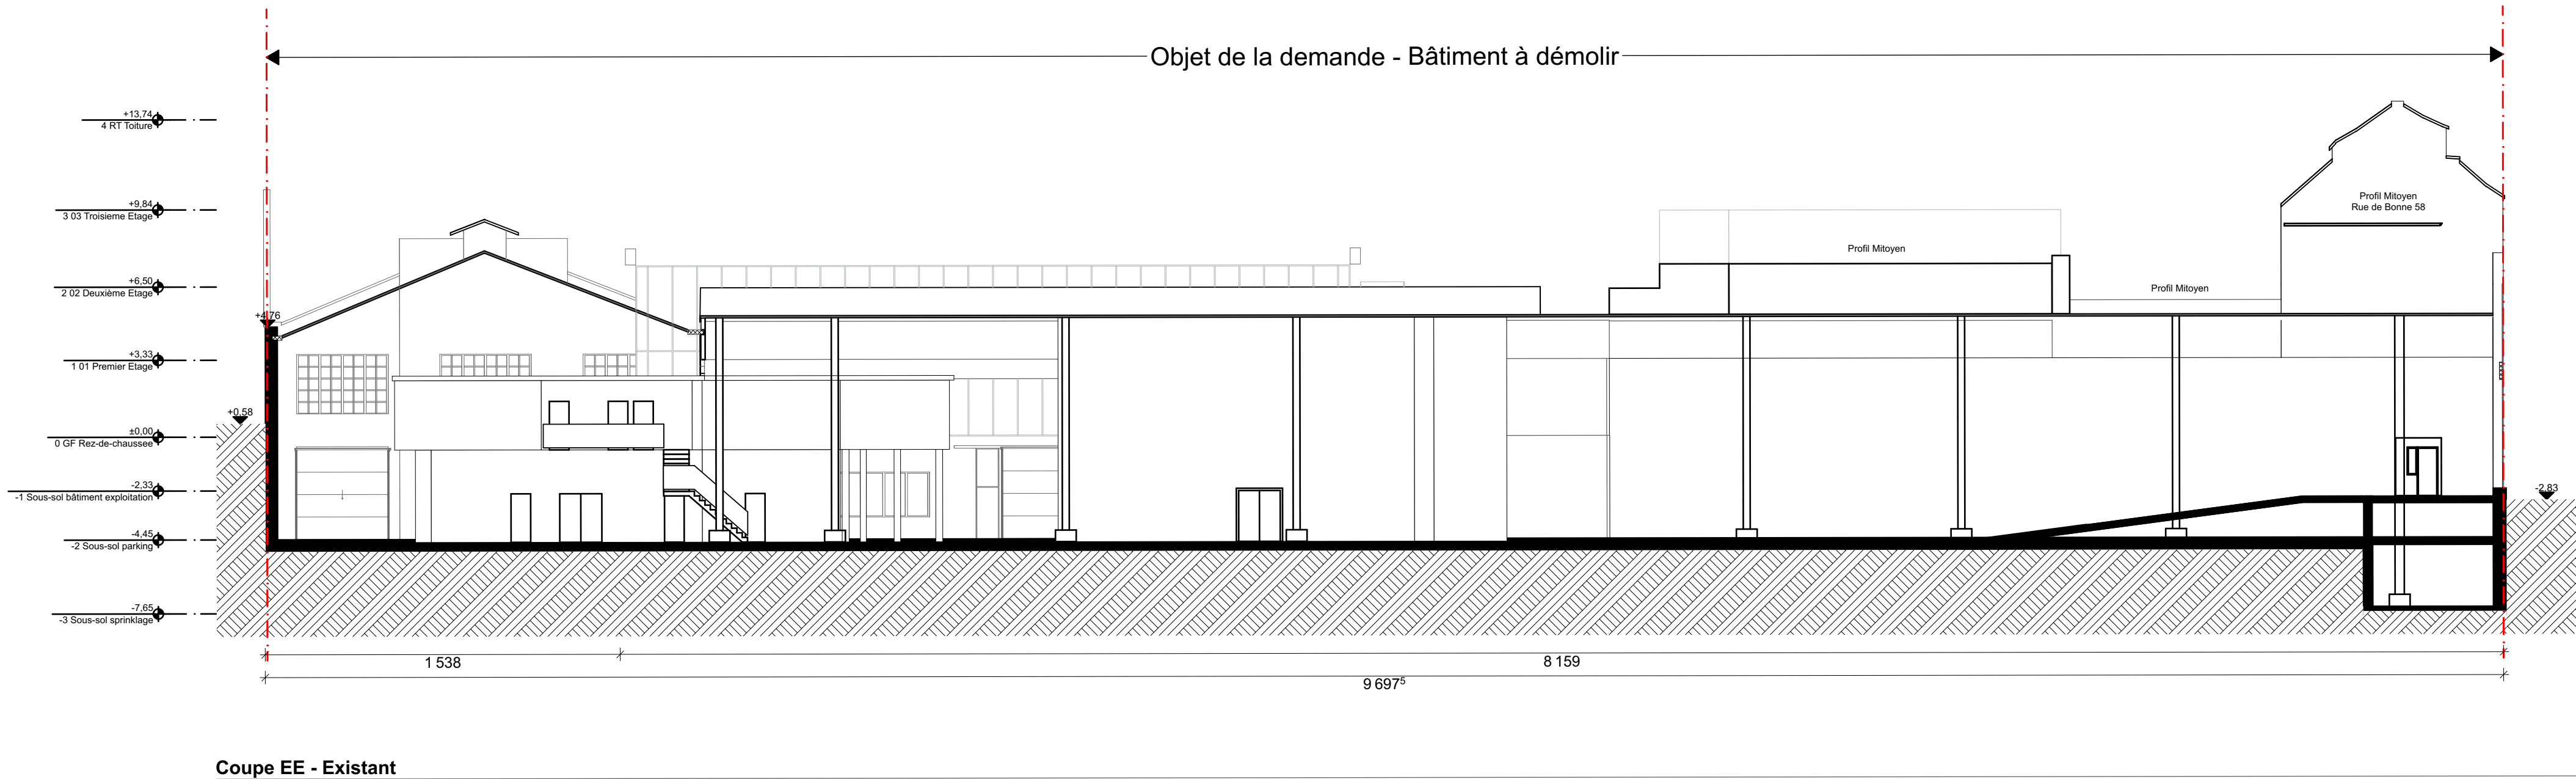 Objet de la demande - Bâtiment à démolir
+13,74
4 RT Toiture
+9,84
3 03 Troisieme Etage
Profil Mitoyen
Rue de Bonne 58
Profil Mitoyen
+6,50
2 02 Deuxième Etage
Profil Mitoyen
+4,76
+3,33
1 01 Premier Etage
+0,58
±0,00
0 GF Rez-de-chaussee
-2,33
-1 Sous-sol bâtiment exploitation
-2,83
-4,45
-2 Sous-sol parking
-7,65
-3 Sous-sol sprinklage
1 538
8 159
9 697⁵
Coupe EE - Existant